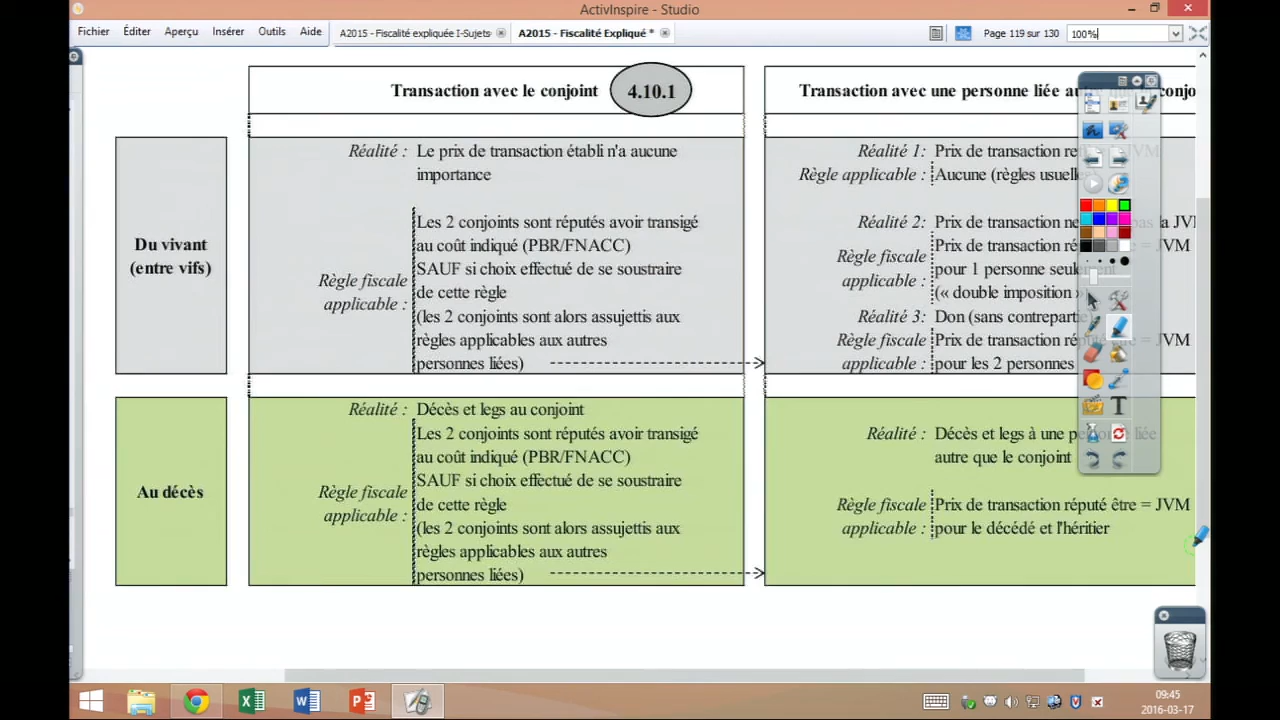 ActivInspire - Studio
Fichier Éditer Aperçu Insérer Outils Aide
A2015 - Fiscalité expliquée I-Sujets
A2015 - Fiscalité Expliqué *
Page 119 sur 130
100%
Transaction avec le conjoint
4.10.1
Transaction avec une personne liée
Du vivant
(entre vifs)
Réalité : Le prix de transaction établi n'a aucune
importance
Règle fiscale
applicable :
Les 2 conjoints sont réputés avoir transigé
au coût indiqué (PBR/FNACC)
SAUF si choix effectué de se soustraire
de cette règle
(les 2 conjoints sont alors assujettis aux
règles applicables aux autres
personnes liées)
Réalité 1: Prix de transaction
Règle applicable : Aucune (règles
Réalité 2: Prix de transaction
Règle fiscale
applicable :
Prix de transaction = JVM
pour 1 personne
(« double imposition
Réalité 3: Don (sans
Règle fiscale
applicable :
Prix de transaction = JVM
pour les 2 personnes
Au décès
Réalité : Décès et legs au conjoint
Règle fiscale
applicable :
Les 2 conjoints sont réputés avoir transigé
au coût indiqué (PBR/FNACC)
SAUF si choix effectué de se soustraire
de cette règle
(les 2 conjoints sont alors assujettis aux
règles applicables aux autres
personnes liées)
Réalité : Décès et legs à une liée
autre que le conjoint
Règle fiscale
applicable :
Prix de transaction réputé être = JVM
pour le décédé et l'héritier
09:45
2016-03-17